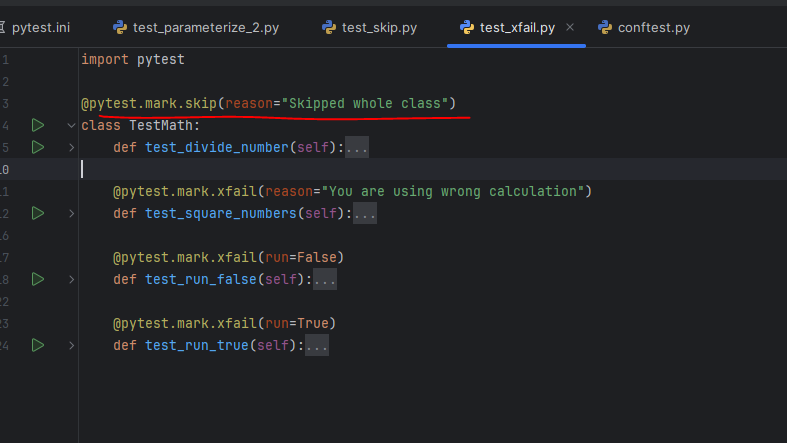 pytest.ini test_parameterize_2.py test_skip.py test_xfail.py × conftest.py
1 import pytest
2
3 @pytest.mark.skip(reason="Skipped whole class")
4 class TestMath:
5 def test_divide_number(self):...
10
11 @pytest.mark.xfail(reason="You are using wrong calculation")
12 def test_square_numbers(self):...
16
17 @pytest.mark.xfail(run=False)
18 def test_run_false(self):...
22
23 @pytest.mark.xfail(run=True)
24 def test_run_true(self):...